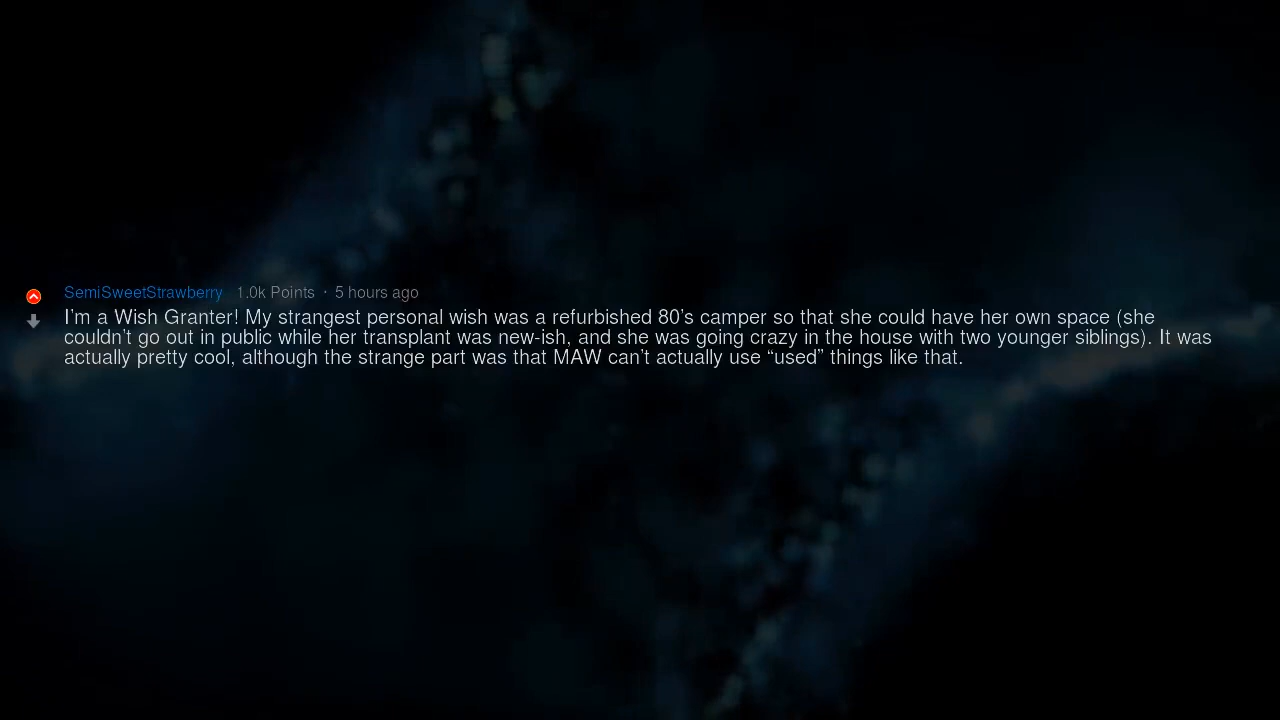 SemiSweetStrawberry 1.0k Points · 5 hours ago
I'm a Wish Granter! My strangest personal wish was a refurbished 80's camper so that she could have her own space (she
couldn't go out in public while her transplant was new-ish, and she was going crazy in the house with two younger siblings). It was
actually pretty cool, although the strange part was that MAW can't actually use “used” things like that.